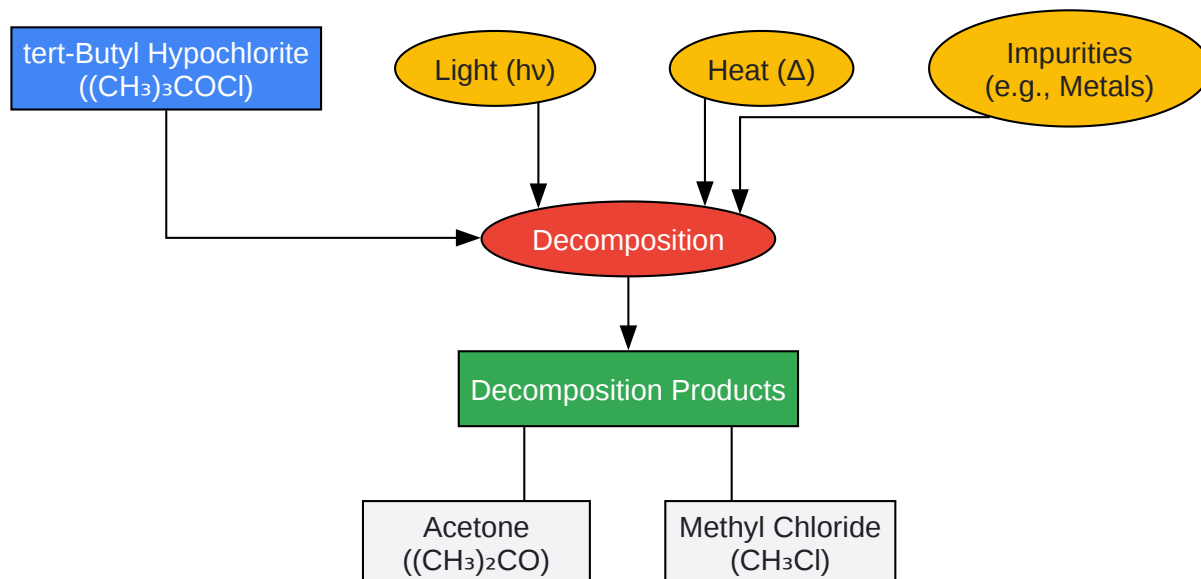 tert-Butyl Hypochlorite
((CH₃)₃COCl)
Light (hν)
Heat (Δ)
Impurities
(e.g., Metals)
Decomposition
Decomposition Products
Acetone
((CH₃)₂CO)
Methyl Chloride
(CH₃Cl)